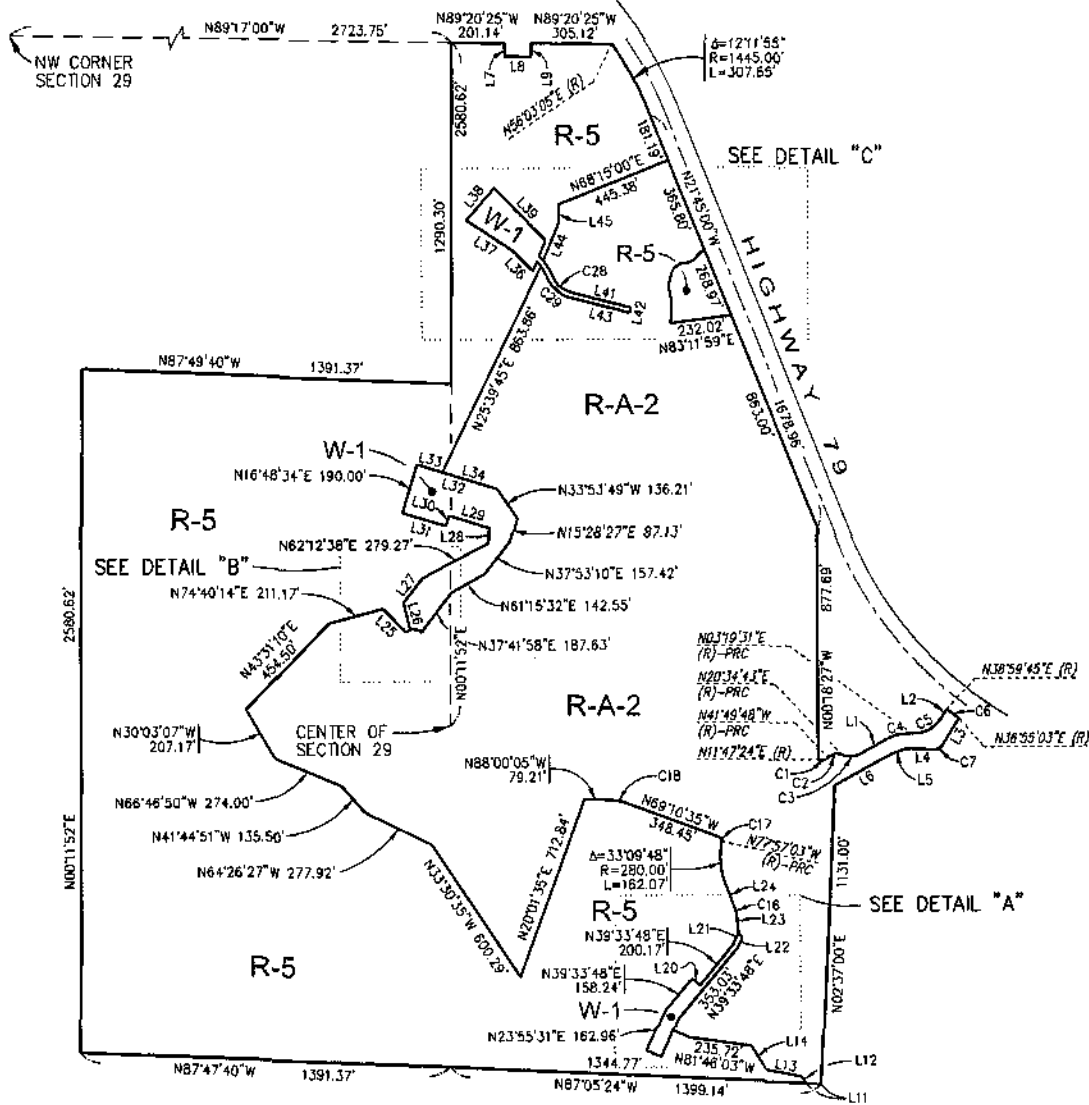 N89°17'00"W 2723.75'
N89°20'25"W
201.14'
N89°20'25"W
305.12'
NW CORNER
SECTION 29
L7
L8
L9
Δ=12°11'55"
R=1445.00'
L=307.65'
N56°03'05"E (R)
2580.62'
R-5
181.19'
SEE DETAIL "C"
N68°15'00"E
445.38'
N21°45'00"W
365.80'
L38
L39
W-1
L37
L36
L45
L44
1290.30'
R-5
268.97'
HIGHWAY 79
C28
C29
L41
L43
L42
232.02'
N83°11'59"E
N87°49'40"W 1391.37'
N25°39'45"E 863.86'
R-A-2
863.00'
1678.96'
W-1
L33
L34
L32
N16°48'34"E 190.00'
N33°53'49"W 136.21'
L30
L29
L31
L28
N15°28'27"E 87.13'
R-5
N62°12'38"E 279.27'
N37°53'10"E 157.42'
SEE DETAIL "B"
N74°40'14"E 211.17'
L27
L26
L25
N61°15'32"E 142.55'
877.69'
2580.62'
N37°41'58"E 187.63'
N43°31'10"E
454.50'
N00°11'52"E
N00°18'27"W
N03°19'31"E
(R)-PRC
N38°59'45"E (R)
N20°34'43"E
(R)-PRC
L2
C6
R-A-2
L1
C4
C5
N41°49'48"W
(R)-PRC
L3
N36°55'03"E (R)
N30°03'07"W
207.17'
CENTER OF
SECTION 29
N11°47'24"E (R)
L4
C7
C1
C2
C3
L6
L5
N88°00'05"W
79.21'
C18
N66°46'50"W 274.00'
N69°10'35"W
348.45'
N41°44'51"W 135.50'
C17
N77°57'03"W
(R)-PRC
N64°26'27"W 277.92'
Δ=33°09'48"
R=280.00'
L=162.07'
1131.00'
N00°11'52"E
N33°30'35"W 600.29'
N20°01'35"E 712.84'
L24
C16
SEE DETAIL "A"
R-5
L23
L21
L22
N39°33'48"E
200.17'
R-5
L20
N39°33'48"E
158.24'
353.03'
N39°33'48"E
N02°37'00"E
W-1
N23°55'31"E 162.96'
235.72'
N81°46'03"W
L14
L13
L12
L11
1344.77'
N87°47'40"W 1391.37'
N87°05'24"W 1399.14'